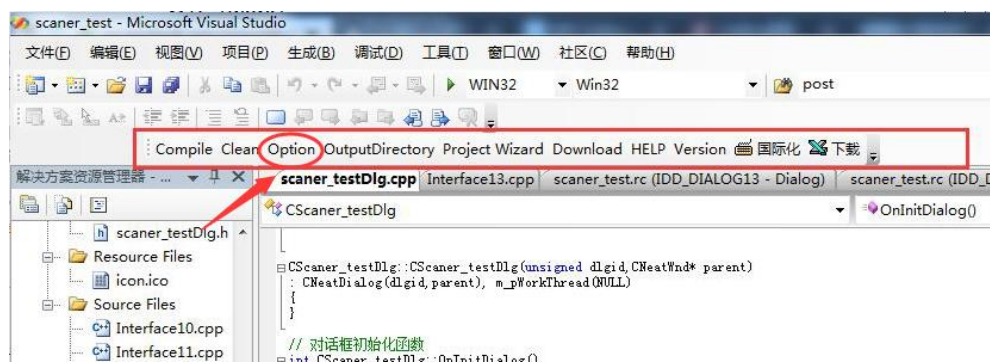 scaner_test - Microsoft Visual Studio
文件(F) 编辑(E) 视图(V) 项目(P) 生成(B) 调试(D) 工具(T) 窗口(W) 社区(C) 帮助(H)
WIN32 Win32 post
Compile Clean Option OutputDirectory Project Wizard Download HELP Version 国际化 下载
解决方案资源管理器 - ... scaner_testDlg.cpp Interface13.cpp scaner_test.rc (IDD_DIALOG13 - Dialog) scaner_test.rc (IDD_D
CScaner_testDlg OnInitDialog()
scaner_testDlg.h
Resource Files
icon.ico
Source Files
Interface10.cpp
Interface11.cpp
CScaner_testDlg::CScaner_testDlg(unsigned dlgid,CNeatWnd* parent)
: CNeatDialog(dlgid,parent), m_pWorkThread(NULL)
{
}
// 对话框初始化函数
int CScaner_testDlg::OnInitDialog()